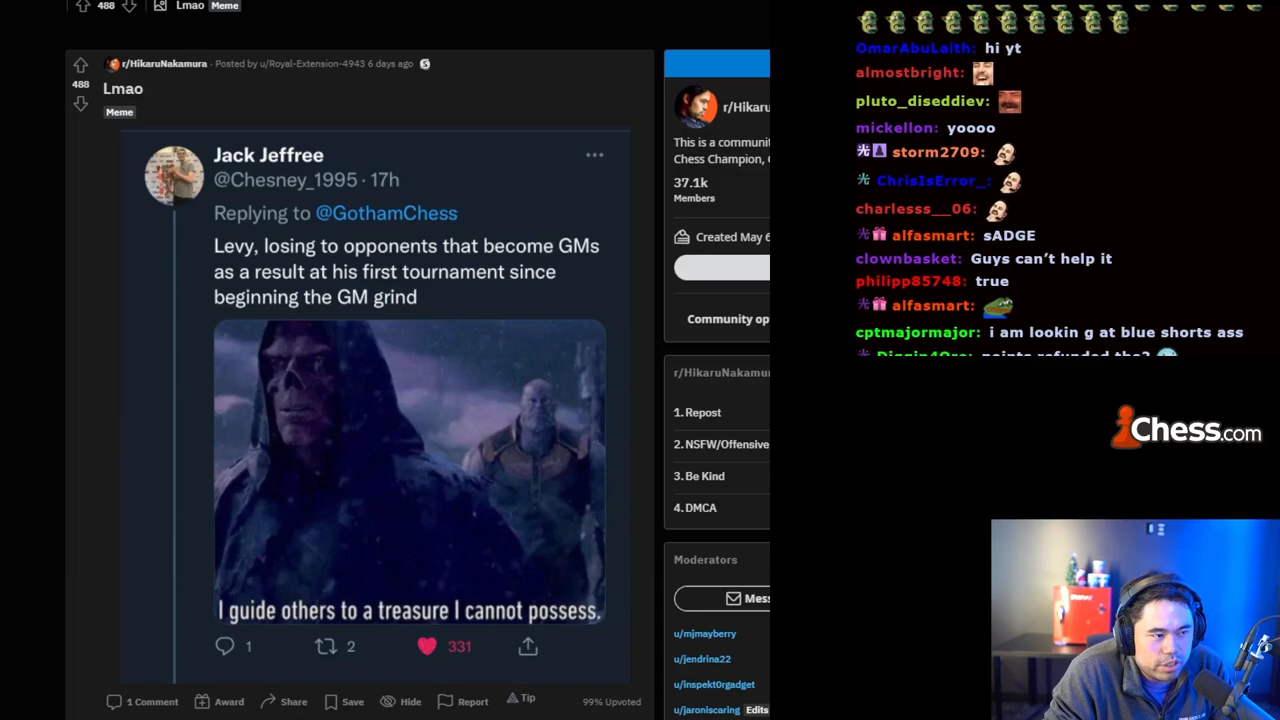 488
Lmao
Meme
r/HikaruNakamura · Posted by u/Royal-Extension-4943 6 days ago
488
Lmao
Meme
Jack Jeffree
@Chesney_1995 · 17h
Replying to @GothamChess
Levy, losing to opponents that become GMs
as a result at his first tournament since
beginning the GM grind
I guide others to a treasure I cannot possess.
1
2
331
1 Comment
Award
Share
Save
Hide
Report
Tip
99% Upvoted
r/Hikaru
This is a communit
Chess Champion,
37.1k
Members
Created May 6
Community op
r/HikaruNakamur
1. Repost
2. NSFW/Offensive
3. Be Kind
4. DMCA
Moderators
Mess
u/mjmayberry
u/jendrina22
u/inspekt0rgadget
u/jaroniscaring Edits
OmarAbuLaith: hi yt
almostbright:
pluto_diseddiev:
mickellon: yoooo
storm2709:
ChrisIsError_:
charlesss__06:
alfasmart: sADGE
clownbasket: Guys can't help it
philipp85748: true
alfasmart:
cptmajormajor: i am lookin g at blue shorts ass
Chess.com